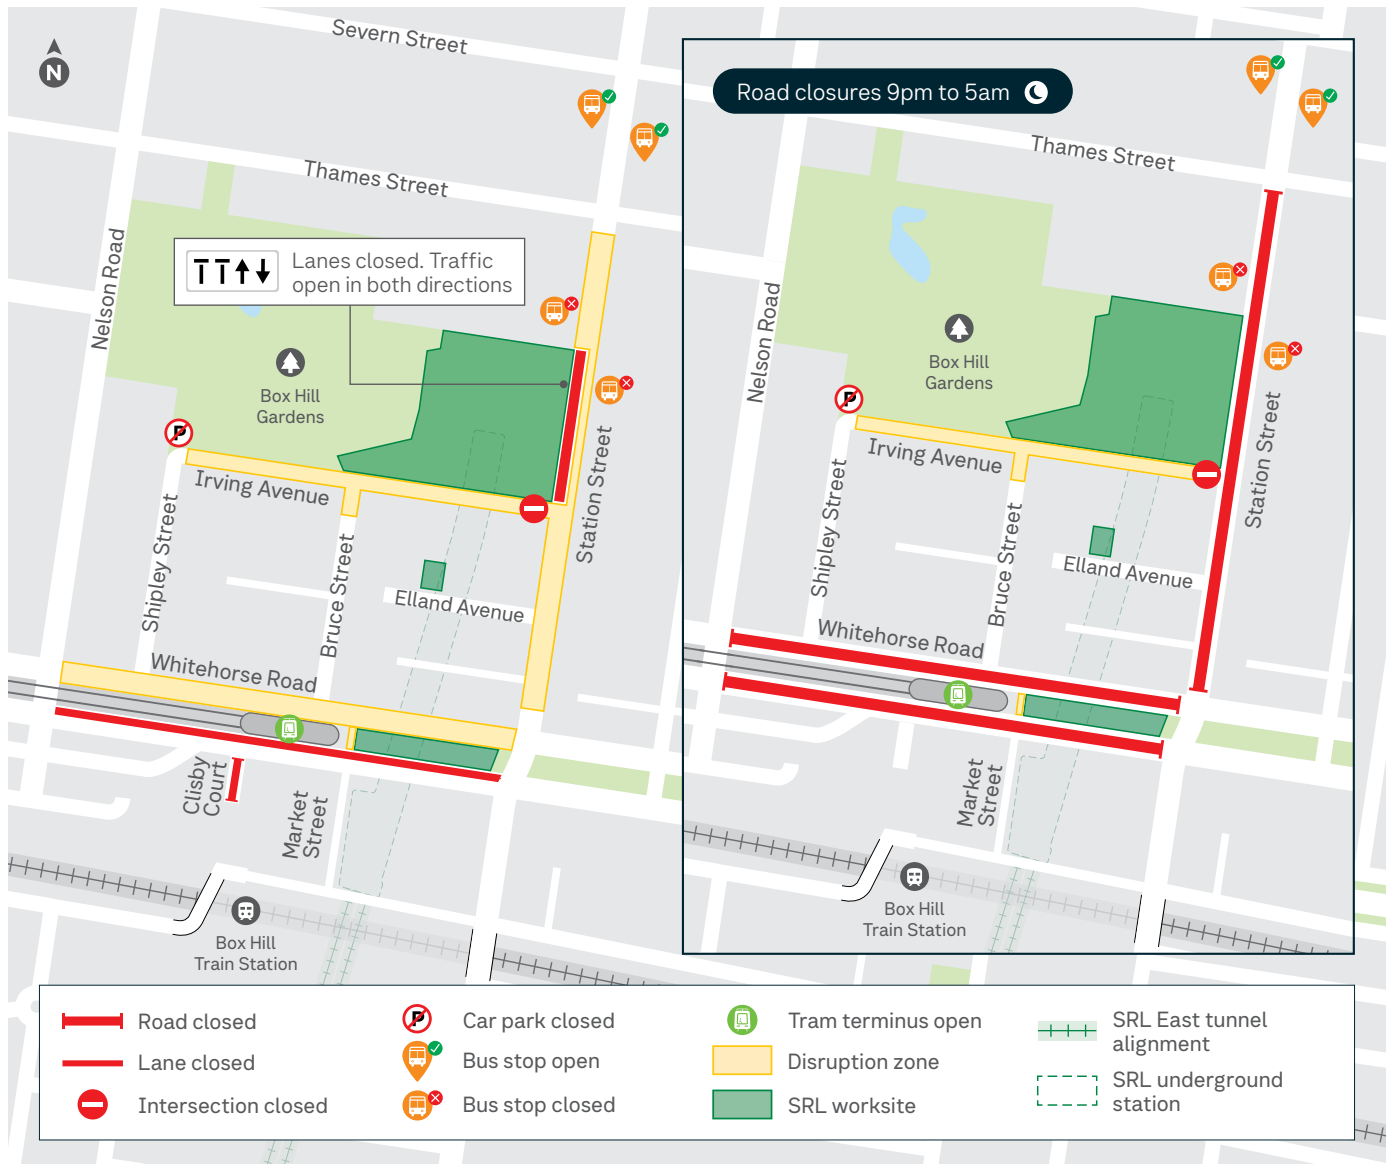 N
Severn Street
Thames Street
Nelson Road
Lanes closed. Traffic
open in both directions
Box Hill
Gardens
P
Irving Avenue
Station Street
Shipley Street
Bruce Street
Elland Avenue
Whitehorse Road
Clisby
Court
Market
Street
Box Hill
Train Station
Road closures 9pm to 5am
Thames Street
Nelson Road
Box Hill
Gardens
P
Irving Avenue
Station Street
Shipley Street
Bruce Street
Elland Avenue
Whitehorse Road
Market
Street
Box Hill
Train Station
Road closed
Lane closed
Intersection closed
P
Car park closed
Bus stop open
Bus stop closed
Tram terminus open
Disruption zone
SRL worksite
SRL East tunnel
alignment
SRL underground
station